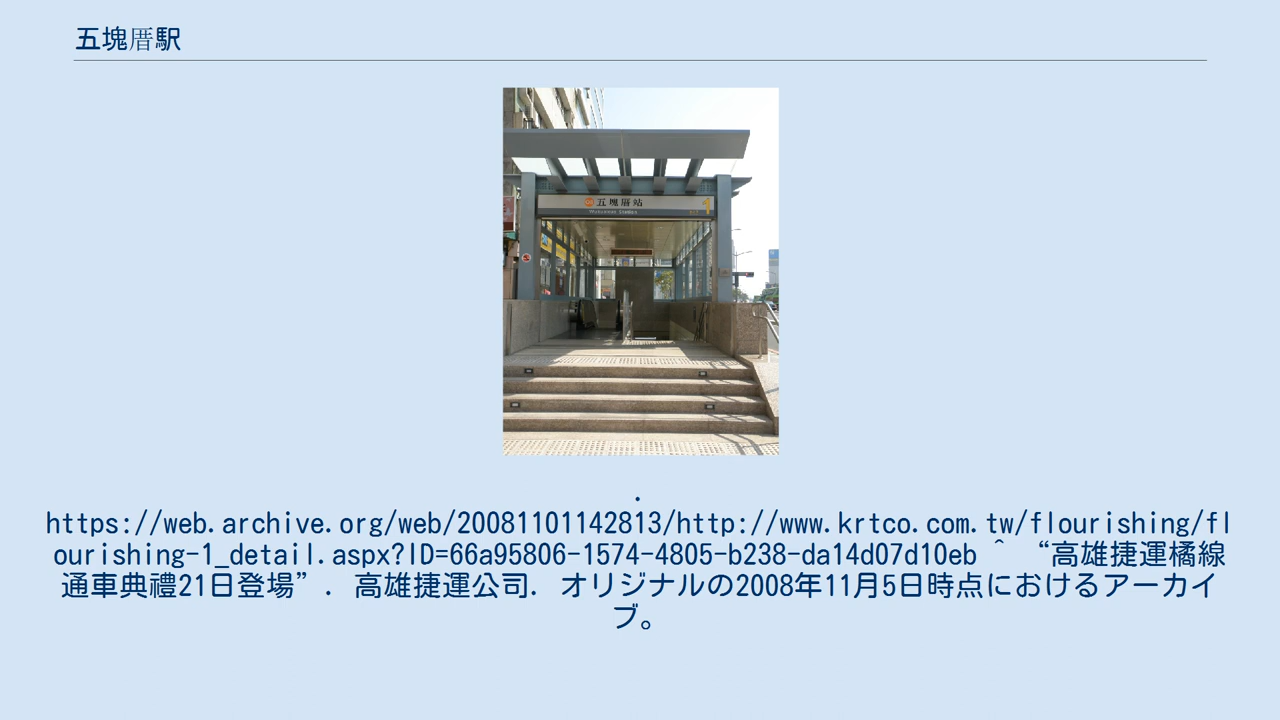 五塊厝駅
五塊厝站
1
.
https://web.archive.org/web/20081101142813/http://www.krtco.com.tw/flourishing/fl
ourishing-1_detail.aspx?ID=66a95806-1574-4805-b238-da14d07d10eb ^ “高雄捷運橘線
通車典禮21日登場”. 高雄捷運公司. オリジナルの2008年11月5日時点におけるアーカイ
ブ。